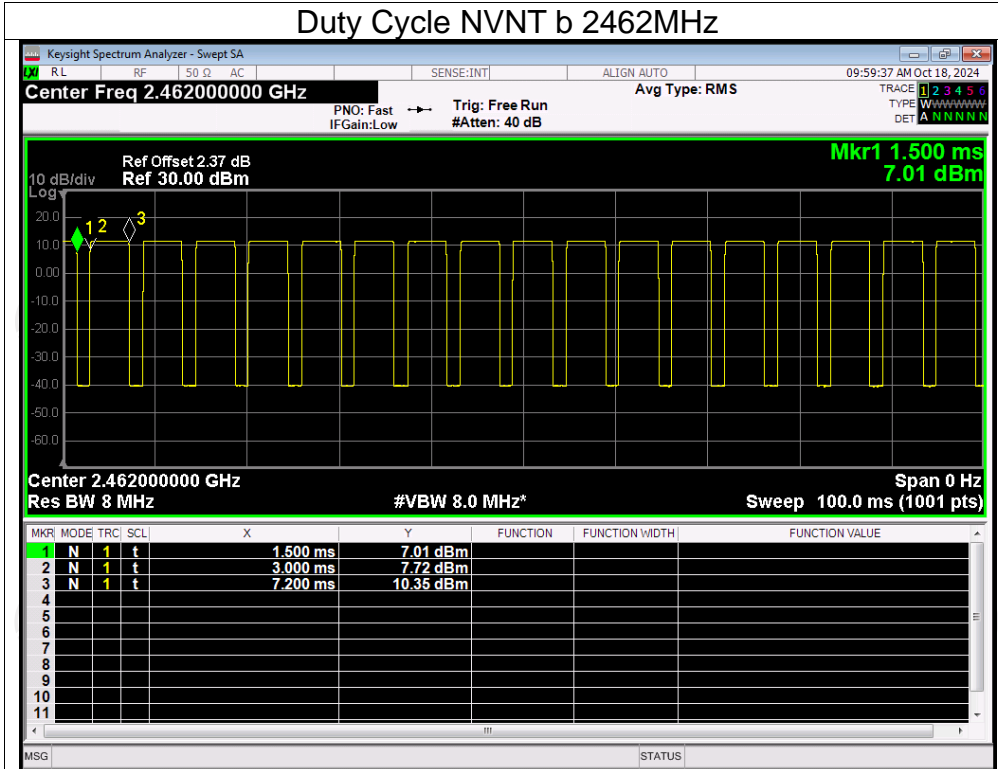 Duty Cycle NVNT b 2462MHz
Keysight Spectrum Analyzer - Swept SA
LXI RL RF 50 Ω AC SENSE:INT ALIGN AUTO 09:59:37 AM Oct 18, 2024
Center Freq 2.462000000 GHz Avg Type: RMS TRACE 1 2 3 4 5 6
PNO: Fast Trig: Free Run TYPE W
IFGain:Low #Atten: 40 dB DET A N N N N N
Mkr1 1.500 ms
Ref Offset 2.37 dB
10 dB/div Ref 30.00 dBm 7.01 dBm
Log
20.0
1 2 3
10.0
0.00
-10.0
-20.0
-30.0
-40.0
-50.0
-60.0
Center 2.462000000 GHz Span 0 Hz
Res BW 8 MHz #VBW 8.0 MHz* Sweep 100.0 ms (1001 pts)
MKR MODE TRC SCL X Y FUNCTION FUNCTION WIDTH FUNCTION VALUE
1 N 1 t 1.500 ms 7.01 dBm
2 N 1 t 3.000 ms 7.72 dBm
3 N 1 t 7.200 ms 10.35 dBm
4
5
6
7
8
9
10
11
MSG STATUS